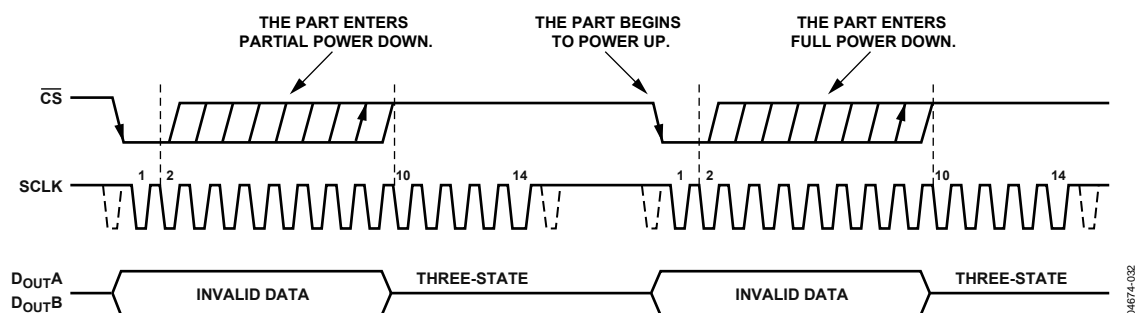 THE PART ENTERS
PARTIAL POWER DOWN.
THE PART BEGINS
TO POWER UP.
THE PART ENTERS
FULL POWER DOWN.
CS
SCLK
1 2 10 14 1 2 10 14
DOUTA
DOUTB
INVALID DATA THREE-STATE INVALID DATA THREE-STATE
04674-032